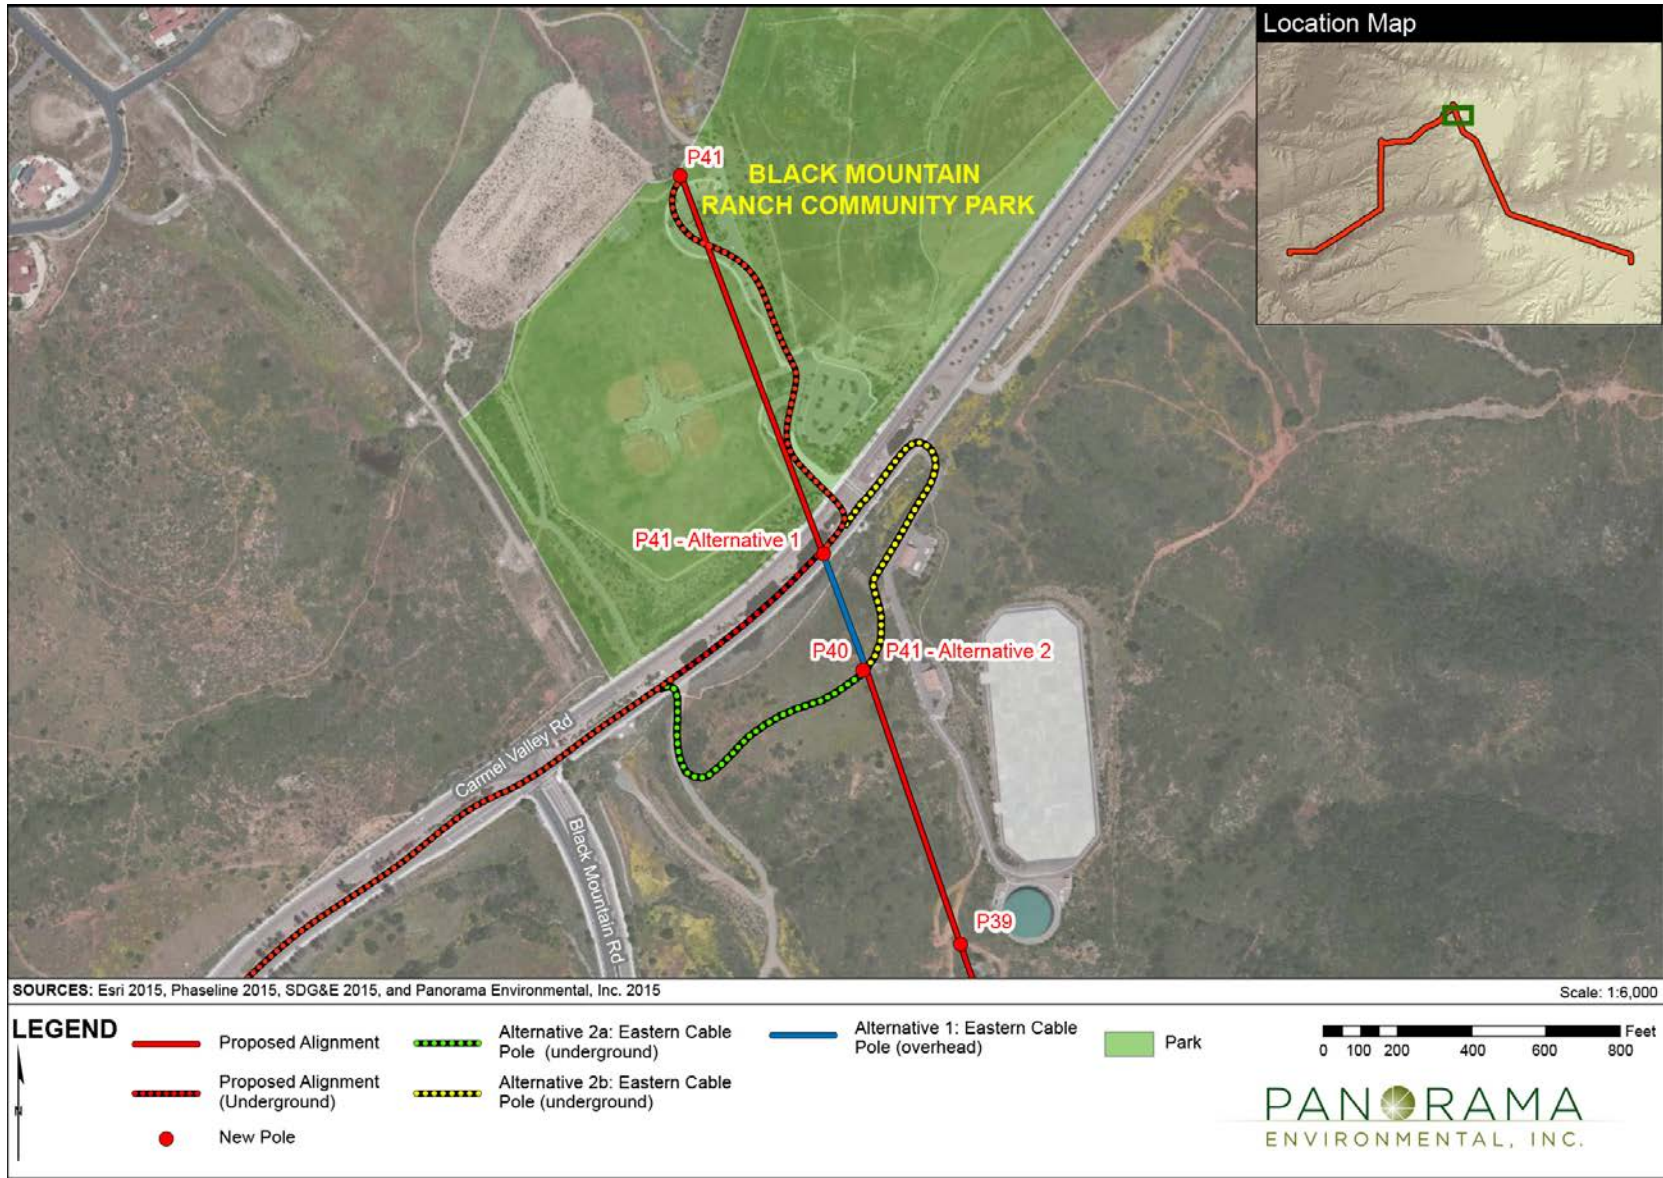 Location Map
P41
BLACK MOUNTAIN
RANCH COMMUNITY PARK
P41 - Alternative 1
P40
P41 - Alternative 2
Carmel Valley Rd
Black Mountain Rd
P39
SOURCES: Esri 2015, Phaseline 2015, SDG&E 2015, and Panorama Environmental, Inc. 2015
Scale: 1:6,000
LEGEND
N
Proposed Alignment
Proposed Alignment
(Underground)
New Pole
Alternative 2a: Eastern Cable
Pole (underground)
Alternative 2b: Eastern Cable
Pole (underground)
Alternative 1: Eastern Cable
Pole (overhead)
Park
Feet
0 100 200 400 600 800
PANORAMA
ENVIRONMENTAL, INC.